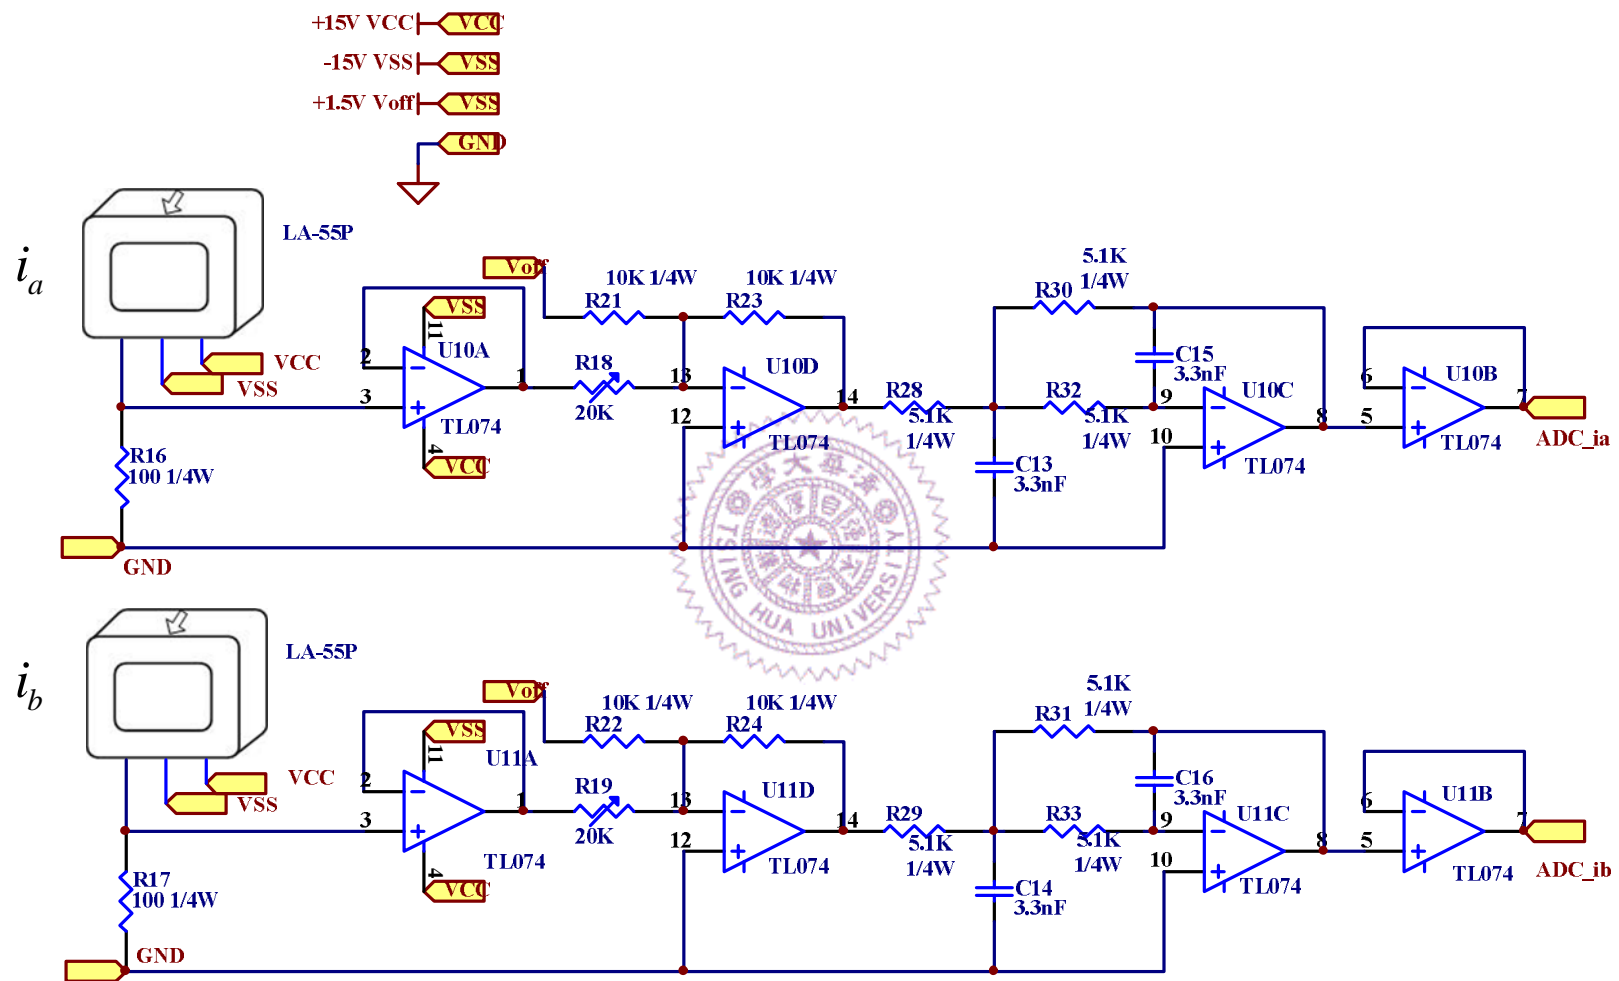 +15V VCC VCC
-15V VSS VSS
+1.5V Voff VSS
GND
LA-55P
i_a
VCC
VSS
R16
100 1/4W
GND
VSS
11
U10A
2
3
1
TL074
4
VCC
Voff
10K 1/4W
R21
10K 1/4W
R23
R18
20K
13
12
U10D
14
TL074
R28
5.1K
1/4W
5.1K
1/4W
R30
C15
3.3nF
R32
5.1K
1/4W
C13
3.3nF
9
10
U10C
8
TL074
6
5
U10B
7
TL074
ADC_ia
TSING HUA UNIVERSITY
LA-55P
i_b
VCC
VSS
R17
100 1/4W
GND
VSS
11
U11A
2
3
1
TL074
4
VCC
Voff
10K 1/4W
R22
10K 1/4W
R24
R19
20K
13
12
U11D
14
TL074
R29
5.1K
1/4W
5.1K
1/4W
R31
C16
3.3nF
R33
5.1K
1/4W
C14
3.3nF
9
10
U11C
8
TL074
6
5
U11B
7
TL074
ADC_ib